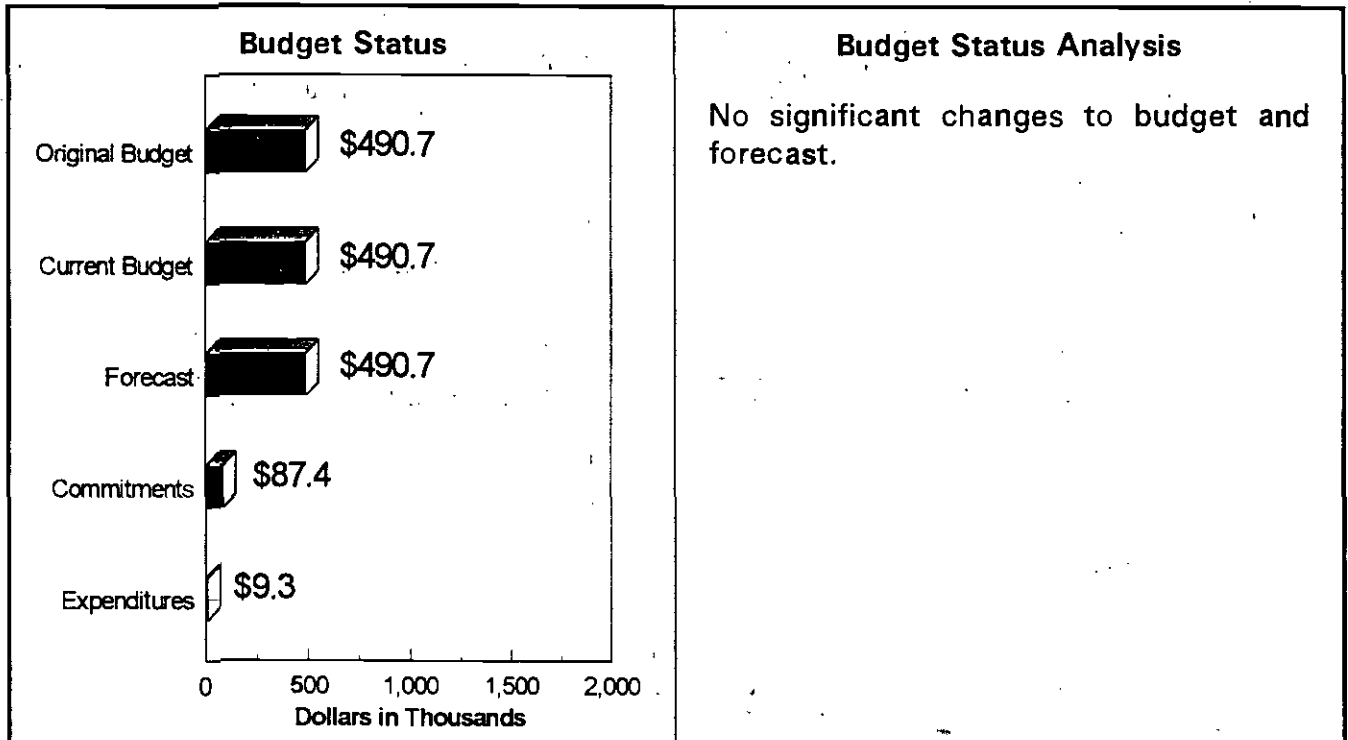 Budget Status
Original Budget
$490.7
Current Budget
$490.7
Forecast
$490.7
Commitments
$87.4
Expenditures
$9.3
0 500 1,000 1,500 2,000
Dollars in Thousands
Budget Status Analysis
No significant changes to budget and
forecast.